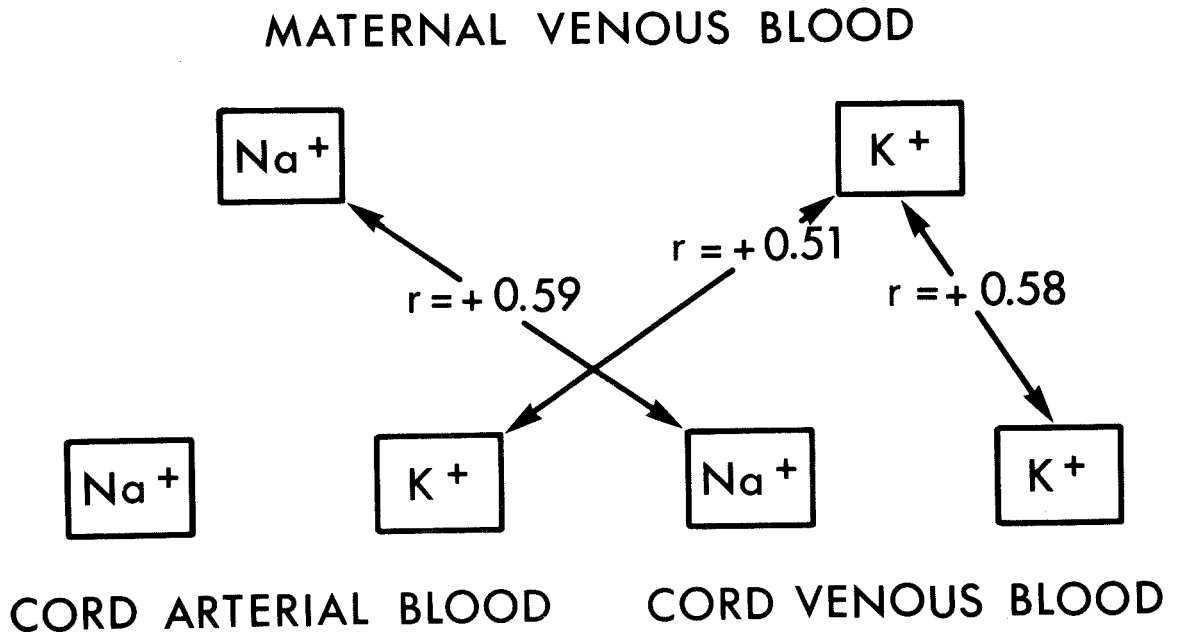 MATERNAL VENOUS BLOOD
Na+ K+
r = + 0.51
r = + 0.59 r = + 0.58
Na+ K+ Na+ K+
CORD ARTERIAL BLOOD CORD VENOUS BLOOD